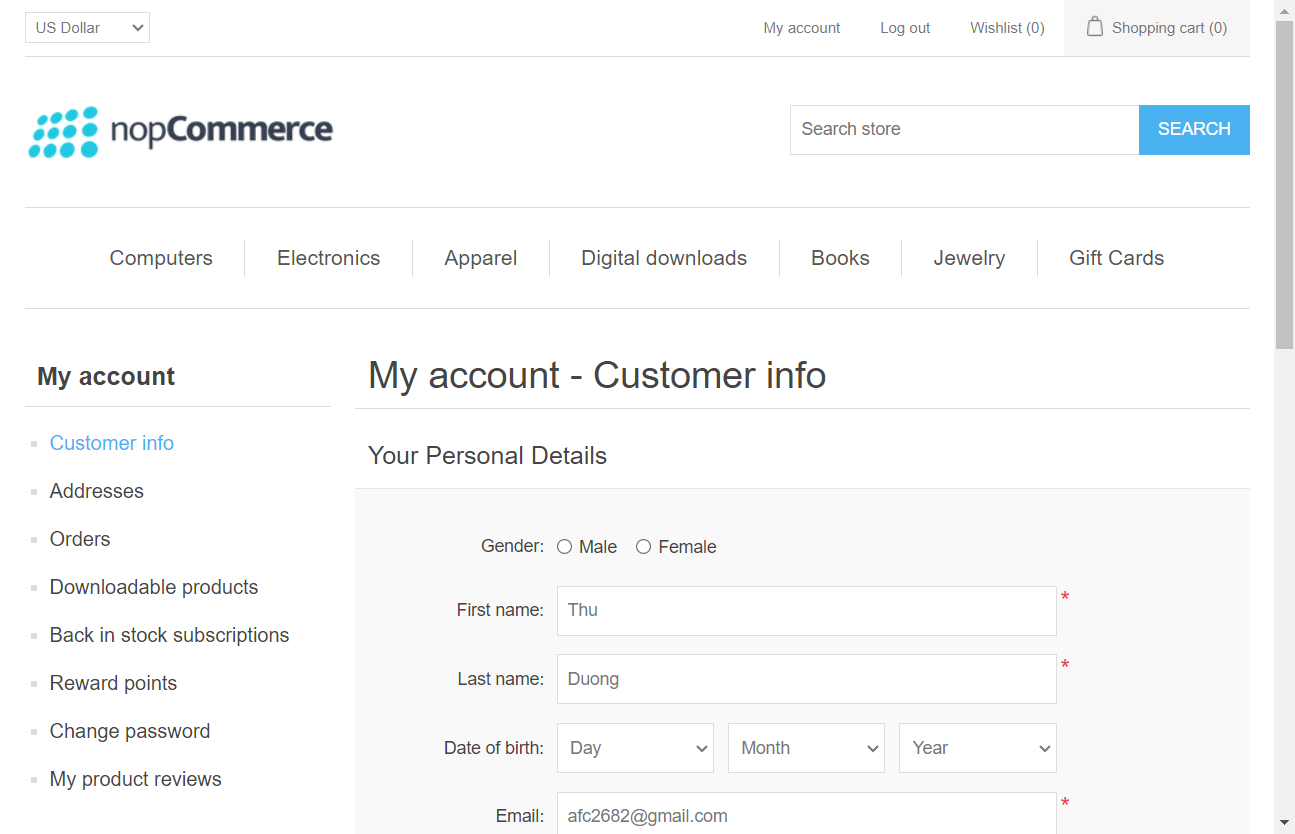 US Dollar My account Log out Wishlist (0) Shopping cart (0)
nopCommerce Search store SEARCH
Computers Electronics Apparel Digital downloads Books Jewelry Gift Cards
My account
Customer info
Addresses
Orders
Downloadable products
Back in stock subscriptions
Reward points
Change password
My product reviews
My account - Customer info
Your Personal Details
Gender: Male Female
First name: Thu *
Last name: Duong *
Date of birth: Day Month Year
Email: afc2682@gmail.com *